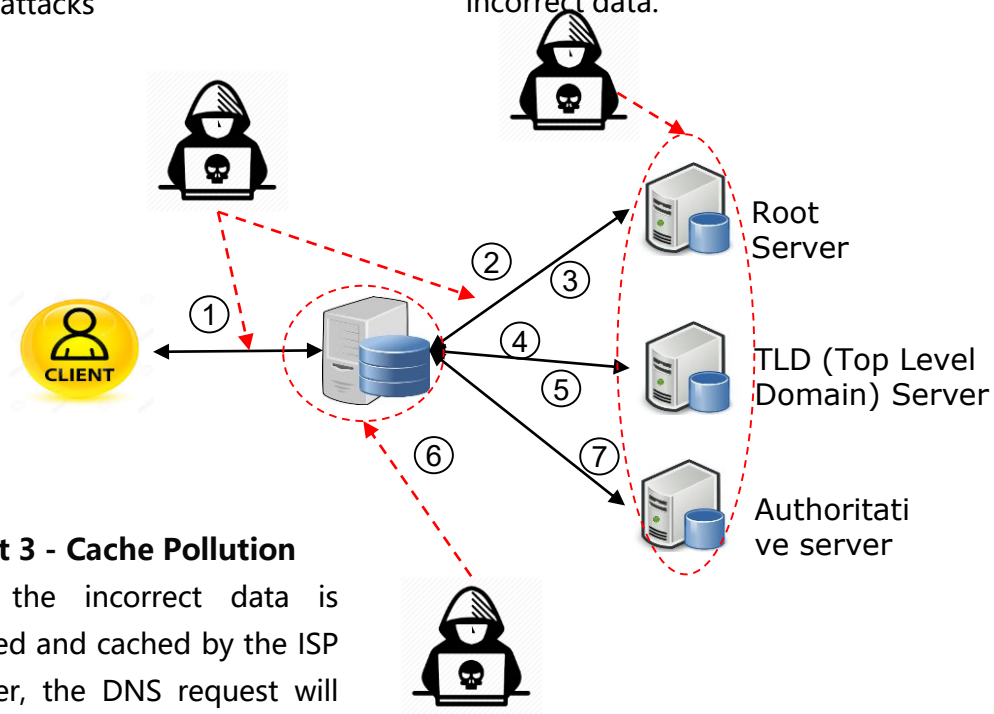 attacks
incorrect data.
Root
Server
②
③
①
④
TLD (Top Level
Domain) Server
CLIENT
⑤
⑥
⑦
Authoritati
ve server
t 3 - Cache Pollution
the incorrect data is
ed and cached by the ISP
er, the DNS request will